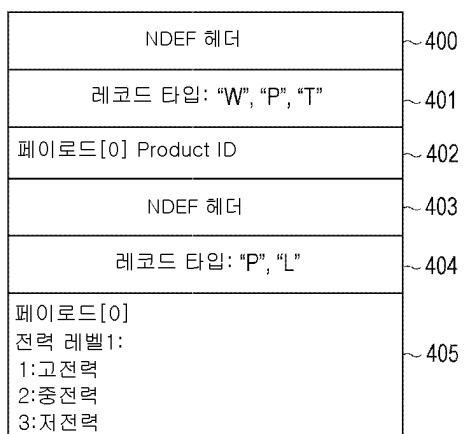 NDEF 헤더
400
레코드 타입: “W”, “P”, “T”
401
페이로드[0] Product ID
402
NDEF 헤더
403
레코드 타입: “P”, “L”
404
페이로드[0]
전력 레벨1:
1:고전력
2:중전력
3:저전력
405